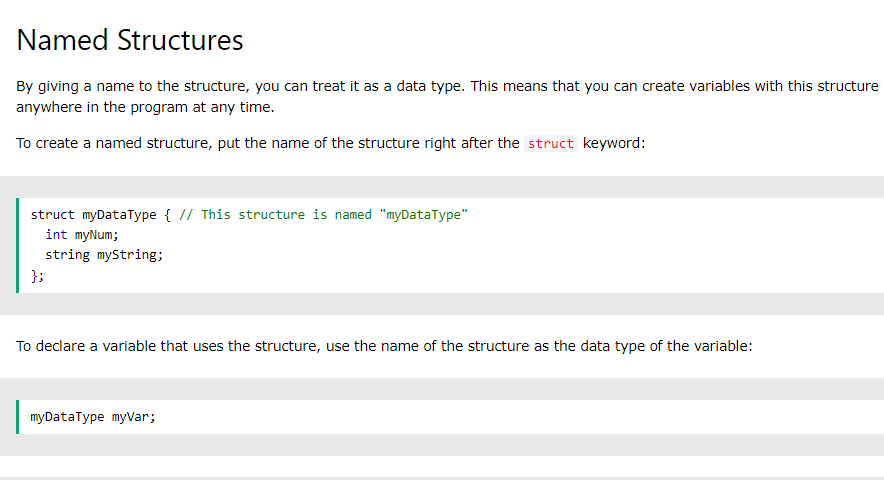 Named Structures
By giving a name to the structure, you can treat it as a data type. This means that you can create variables with this structure
anywhere in the program at any time.
To create a named structure, put the name of the structure right after the struct keyword:
struct myDataType { // This structure is named "myDataType"
  int myNum;
  string myString;
};
To declare a variable that uses the structure, use the name of the structure as the data type of the variable:
myDataType myVar;